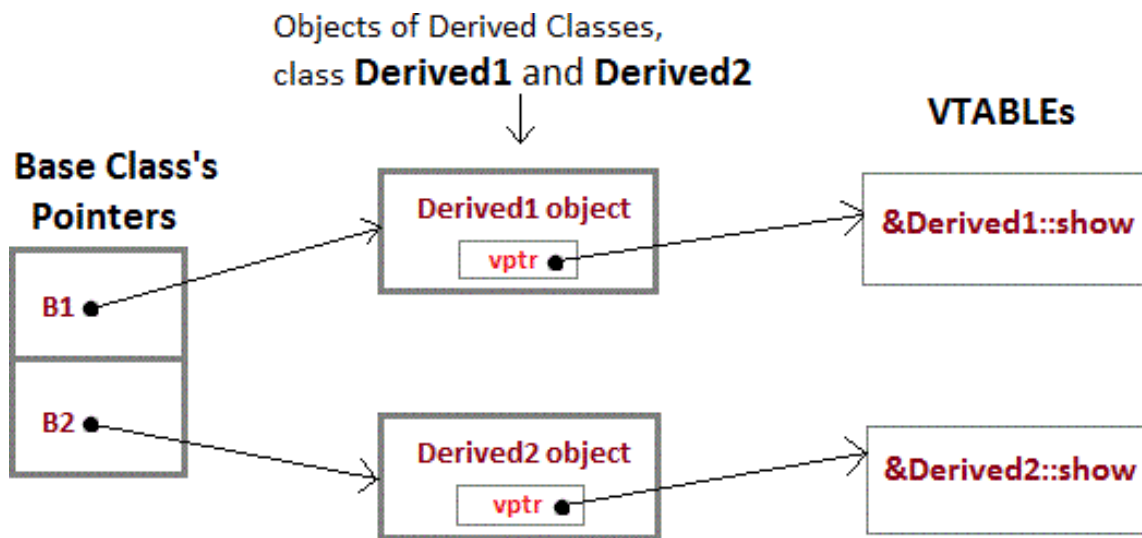 Objects of Derived Classes,
class Derived1 and Derived2
VTABLEs
Base Class's
Pointers
Derived1 object
&Derived1::show
vptr
B1
B2
Derived2 object
&Derived2::show
vptr